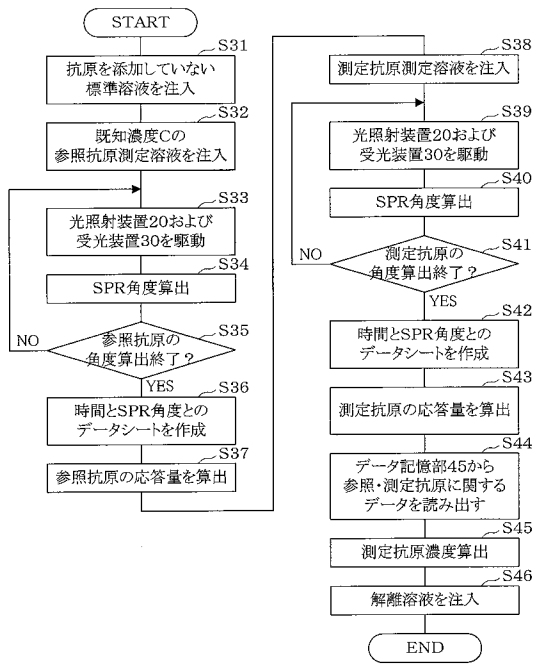 START
S31
抗原を添加していない
標準溶液を注入
S32
既知濃度Cの
参照抗原測定溶液を注入
S33
光照射装置20および
受光装置30を駆動
S34
SPR角度算出
S35
NO
参照抗原の
角度算出終了？
YES
S36
時間とSPR角度との
データシートを作成
S37
参照抗原の応答量を算出
S38
測定抗原測定溶液を注入
S39
光照射装置20および
受光装置30を駆動
S40
SPR角度算出
S41
NO
測定抗原の
角度算出終了？
YES
S42
時間とSPR角度との
データシートを作成
S43
測定抗原の応答量を算出
S44
データ記憶部45から
参照・測定抗原に関する
データを読み出す
S45
測定抗原濃度算出
S46
解離溶液を注入
END